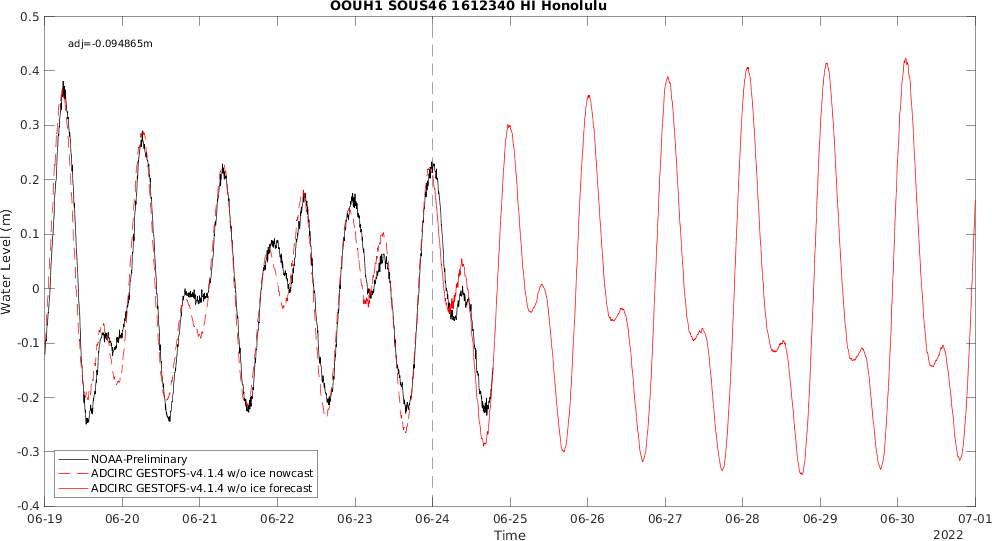 OOUH1 SOUS46 1612340 HI Honolulu
adj=-0.094865m
0.5
0.4
0.3
0.2
0.1
0
-0.1
-0.2
-0.3
-0.4
Water Level (m)
NOAA-Preliminary
ADCIRC GESTOFS-v4.1.4 w/o ice nowcast
ADCIRC GESTOFS-v4.1.4 w/o ice forecast
06-19 06-20 06-21 06-22 06-23 06-24 06-25 06-26 06-27 06-28 06-29 06-30 07-01
Time
2022